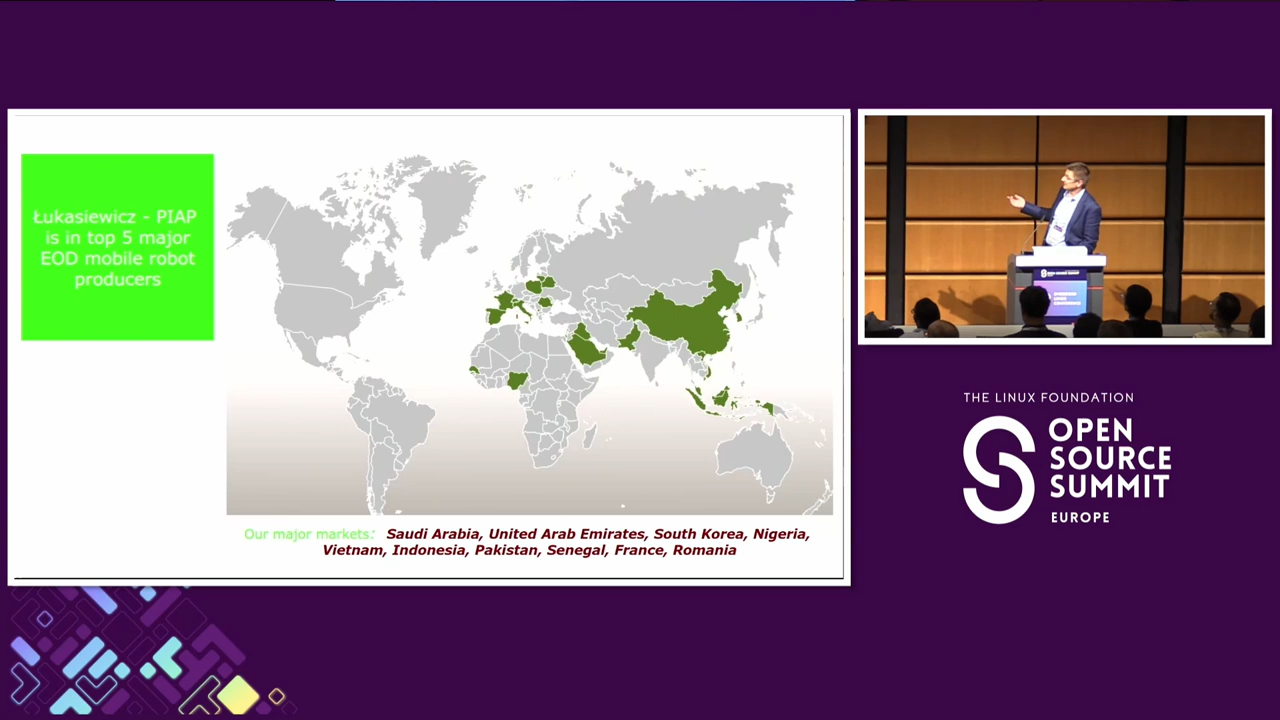 Łukasiewicz - PIAP
is in top 5 major
EOD mobile robot
producers
Our major markets: Saudi Arabia, United Arab Emirates, South Korea, Nigeria,
Vietnam, Indonesia, Pakistan, Senegal, France, Romania
THE LINUX FOUNDATION
OPEN
SOURCE
SUMMIT
EUROPE